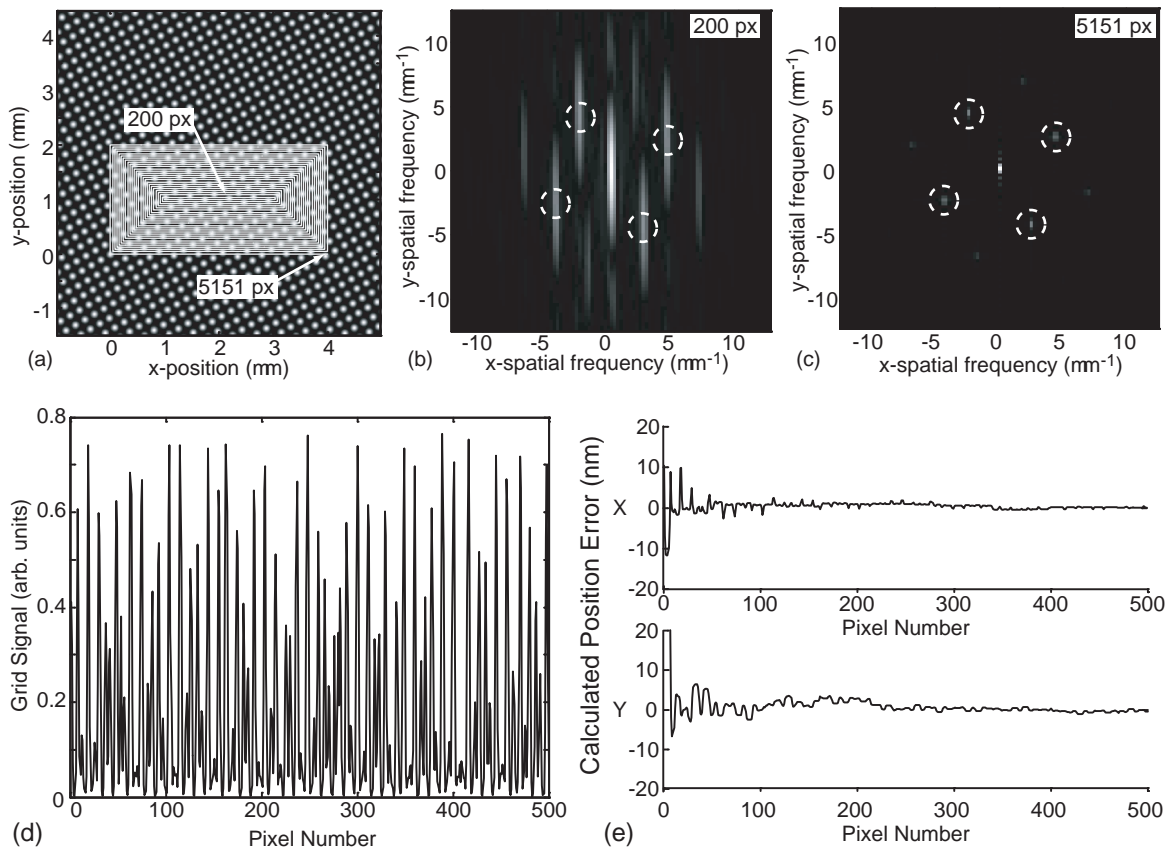 4
3
2
1
0
-1
y-position (mm)
200 px
5151 px
0 1 2 3 4
x-position (mm)
(a)
200 px
10
5
0
-5
-10
y-spatial frequency (mm-1)
-10 -5 0 5 10
x-spatial frequency (mm-1)
(b)
5151 px
10
5
0
-5
-10
y-spatial frequency (mm-1)
-10 -5 0 5 10
x-spatial frequency (mm-1)
(c)
0.8
0.6
0.4
0.2
0
Grid Signal (arb. units)
0 100 200 300 400 500
Pixel Number
(d)
Calculated Position Error (nm)
20
10
X 0
-10
-20
0 100 200 300 400 500
Pixel Number
20
10
Y 0
-10
-20
0 100 200 300 400 500
Pixel Number
(e)